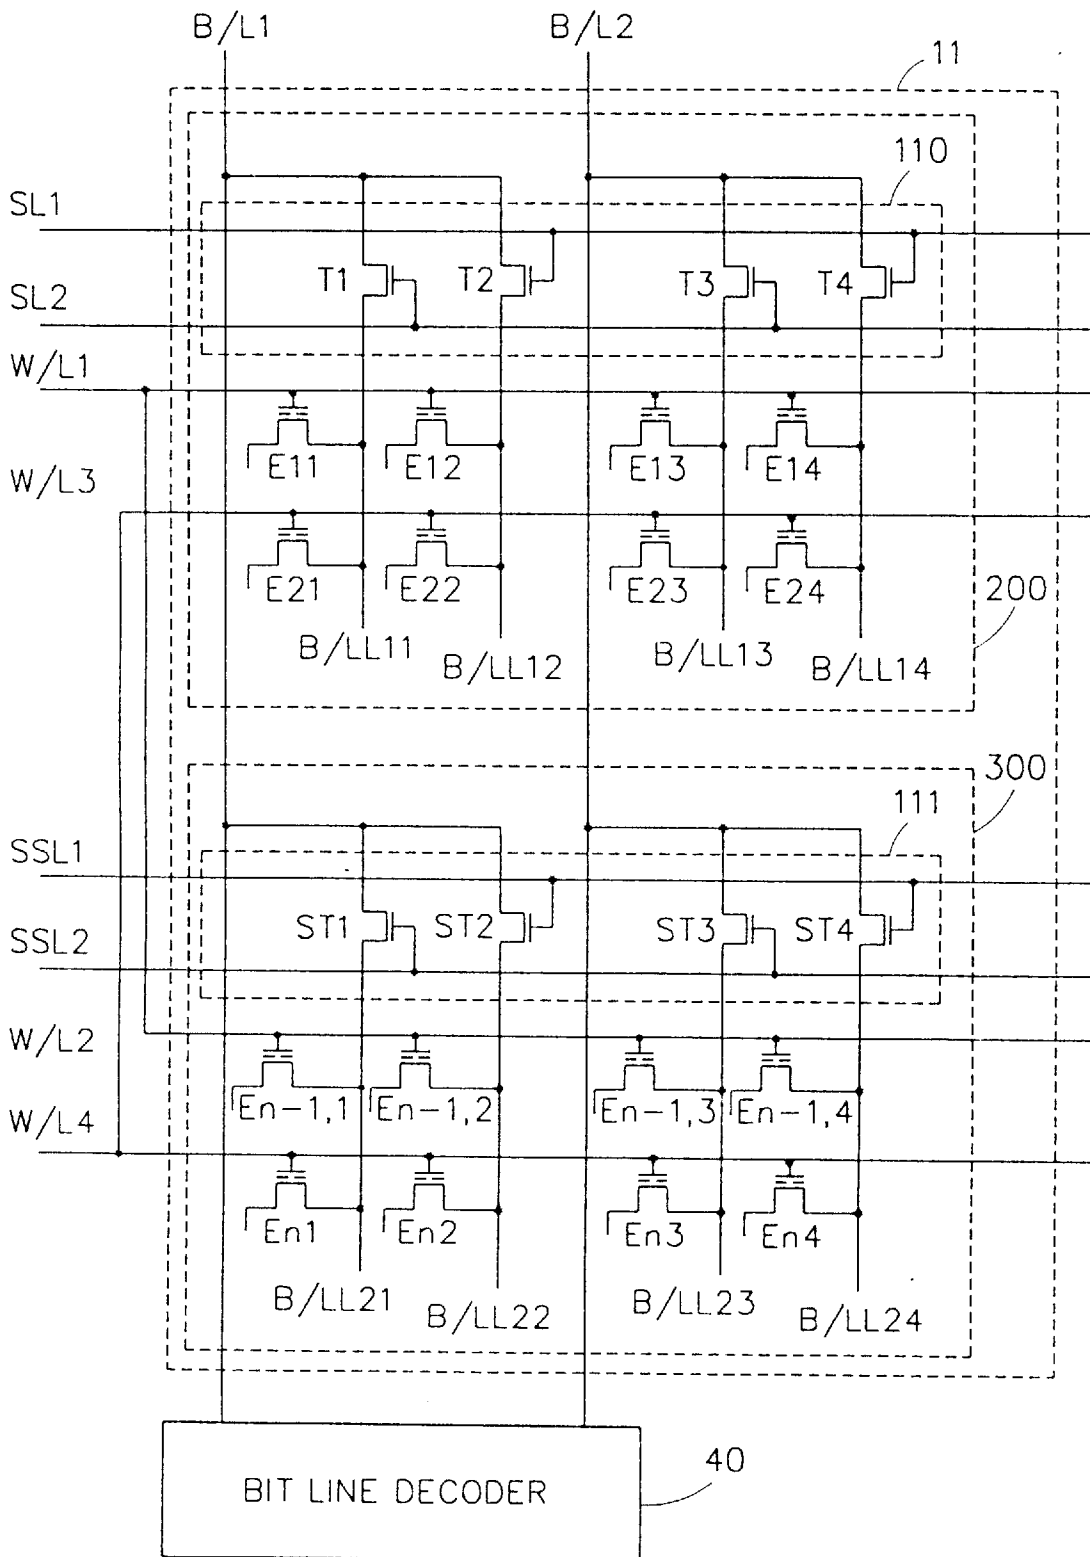 B/L1 B/L2
11
110
SL1
T1 T2 T3 T4
SL2
W/L1
E11 E12 E13 E14
W/L3
E21 E22 E23 E24
200
B/LL11 B/LL12 B/LL13 B/LL14
300
111
SSL1
ST1 ST2 ST3 ST4
SSL2
W/L2
En-1,1 En-1,2 En-1,3 En-1,4
W/L4
En1 En2 En3 En4
B/LL21 B/LL22 B/LL23 B/LL24
40
BIT LINE DECODER